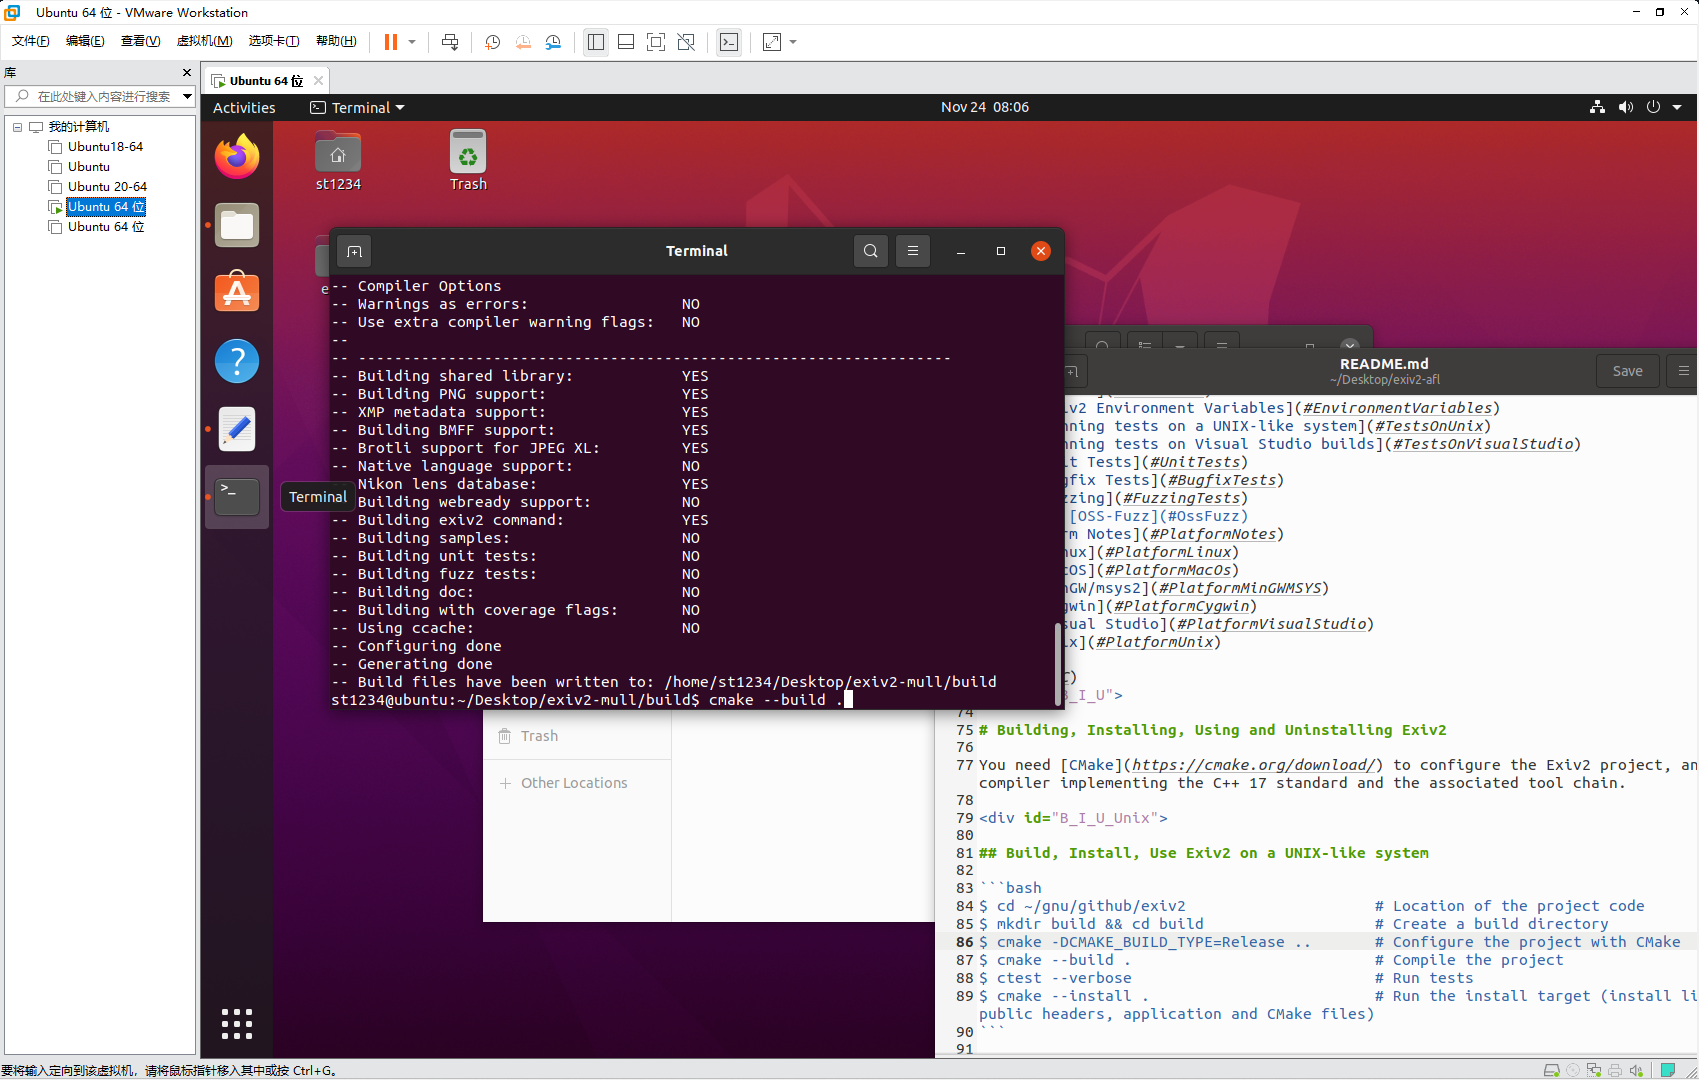 Ubuntu 64 位 - VMware Workstation
文件(F) 编辑(E) 查看(V) 虚拟机(M) 选项卡(T) 帮助(H)
库
在此处键入内容进行搜索
我的计算机
Ubuntu18-64
Ubuntu
Ubuntu 20-64
Ubuntu 64 位
Ubuntu 64 位
Ubuntu 64 位
Activities Terminal Nov 24 08:06
st1234
Trash
e
Terminal
Terminal
-- Compiler Options
-- Warnings as errors: NO
-- Use extra compiler warning flags: NO
--
-- ------------------------------------------------------------------
-- Building shared library: YES
-- Building PNG support: YES
-- XMP metadata support: YES
-- Building BMFF support: YES
-- Brotli support for JPEG XL: YES
-- Native language support: NO
-- Nikon lens database: YES
-- Building webready support: NO
-- Building exiv2 command: YES
-- Building samples: NO
-- Building unit tests: NO
-- Building fuzz tests: NO
-- Building doc: NO
-- Building with coverage flags: NO
-- Using ccache: NO
-- Configuring done
-- Generating done
-- Build files have been written to: /home/st1234/Desktop/exiv2-mull/build
st1234@ubuntu:~/Desktop/exiv2-mull/build$ cmake --build .
Trash
Other Locations
README.md
~/Desktop/exiv2-afl
Save
iv2 Environment Variables](#EnvironmentVariables)
nning tests on a UNIX-like system](#TestsOnUnix)
nning tests on Visual Studio builds](#TestsOnVisualStudio)
it Tests](#UnitTests)
gfix Tests](#BugfixTests)
zzing](#FuzzingTests)
[OSS-Fuzz](#OssFuzz)
rm Notes](#PlatformNotes)
nux](#PlatformLinux)
cOS](#PlatformMacOs)
nGW/msys2](#PlatformMinGWMSYS)
gwin](#PlatformCygwin)
sual Studio](#PlatformVisualStudio)
ix](#PlatformUnix)
C)
B_I_U">
74
75 # Building, Installing, Using and Uninstalling Exiv2
76
77 You need [CMake](https://cmake.org/download/) to configure the Exiv2 project, an
compiler implementing the C++ 17 standard and the associated tool chain.
78
79 <div id="B_I_U_Unix">
80
81 ## Build, Install, Use Exiv2 on a UNIX-like system
82
83 ```bash
84 $ cd ~/gnu/github/exiv2 # Location of the project code
85 $ mkdir build && cd build # Create a build directory
86 $ cmake -DCMAKE_BUILD_TYPE=Release .. # Configure the project with CMake
87 $ cmake --build . # Compile the project
88 $ ctest --verbose # Run tests
89 $ cmake --install . # Run the install target (install li
public headers, application and CMake files)
90 ```
91
要将输入定向到该虚拟机，请将鼠标指针移入其中或按 Ctrl+G。